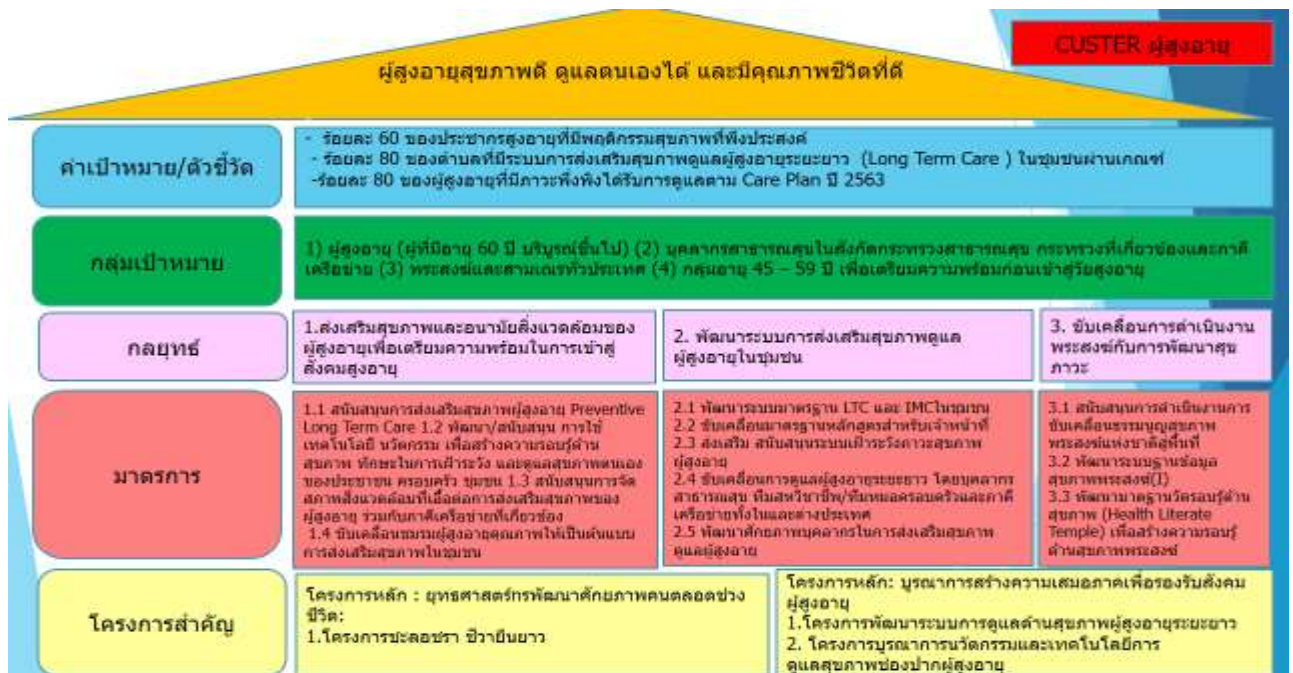 CUSTER ผู้สูงอายุ
ผู้สูงอายุสุขภาพดี ดูแลตนเองได้ และมีคุณภาพชีวิตที่ดี
ค่าเป้าหมาย/ตัวชี้วัด
- ร้อยละ 60 ของประชากรสูงอายุที่มีพฤติกรรมสุขภาพที่พึงประสงค์
- ร้อยละ 80 ของตำบลที่มีระบบการส่งเสริมสุขภาพดูแลผู้สูงอายุระยะยาว (Long Term Care ) ในชุมชนผ่านเกณฑ์
-ร้อยละ 80 ของผู้สูงอายุที่มีภาวะพึ่งพิงได้รับการดูแลตาม Care Plan ปี 2563
กลุ่มเป้าหมาย
1) ผู้สูงอายุ (ผู้ที่มีอายุ 60 ปี บริบูรณ์ขึ้นไป) (2) บุคลากรสาธารณสุขในสังกัดกระทรวงสาธารณสุข กระทรวงที่เกี่ยวข้องและภาคี
เครือข่าย (3) พระสงฆ์และสามเณรทั่วประเทศ (4) กลุ่มอายุ 45 – 59 ปี เพื่อเตรียมความพร้อมก่อนเข้าสู่วัยสูงอายุ
กลยุทธ์
1.ส่งเสริมสุขภาพและอนามัยสิ่งแวดล้อมของ
ผู้สูงอายุเพื่อเตรียมความพร้อมในการเข้าสู่
สังคมสูงอายุ
2. พัฒนาระบบการส่งเสริมสุขภาพดูแล
ผู้สูงอายุในชุมชน
3. ขับเคลื่อนการดำเนินงาน
พระสงฆ์กับการพัฒนาสุข
ภาวะ
มาตรการ
1.1 สนับสนุนการส่งเสริมสุขภาพผู้สูงอายุ Preventive
Long Term Care 1.2 พัฒนา/สนับสนุน การใช้
เทคโนโลยี นวัตกรรม เพื่อสร้างความรอบรู้ด้าน
สุขภาพ ทักษะในการเฝ้าระวัง และดูแลสุขภาพตนเอง
ของประชาชน ครอบครัว ชุมชน 1.3 สนับสนุนการจัด
สภาพสิ่งแวดล้อมที่เอื้อต่อการส่งเสริมสุขภาพของ
ผู้สูงอายุ ร่วมกับภาคีเครือข่ายที่เกี่ยวข้อง
1.4 ขับเคลื่อนชมรมผู้สูงอายุคุณภาพให้เป็นต้นแบบ
การส่งเสริมสุขภาพในชุมชน
2.1 พัฒนาระบบมาตรฐาน LTC และ IMCในชุมชน
2.2 ขับเคลื่อนมาตรฐานหลักสูตรสำหรับเจ้าหน้าที่
2.3 ส่งเสริม สนับสนุนระบบเฝ้าระวังภาวะสุขภาพ
ผู้สูงอายุ
2.4 ขับเคลื่อนการดูแลผู้สูงอายุระยะยาว โดยบุคลากร
สาธารณสุข ทีมสหวิชาชีพ/ทีมหมอครอบครัวและภาคี
เครือข่ายทั้งในและต่างประเทศ
2.5 พัฒนาศักยภาพบุคลากรในการส่งเสริมสุขภาพ
ดูแลผู้สูงอายุ
3.1 สนับสนุนการดำเนินงานการ
ขับเคลื่อนธรรมนูญสุขภาพ
พระสงฆ์แห่งชาติสู่พื้นที่
3.2 พัฒนาระบบฐานข้อมูล
สุขภาพพระสงฆ์(I)
3.3 พัฒนามาตฐานวัดรอบรู้ด้าน
สุขภาพ (Health Literate
Temple) เพื่อสร้างความรอบรู้
ด้านสุขภาพพระสงฆ์
โครงการสำคัญ
โครงการหลัก : ยุทธศาสตร์กรพัฒนาศักยภาพคนตลอดช่วง
ชีวิต:
1.โครงการชะลอชรา ชีวายืนยาว
โครงการหลัก: บูรณาการสร้างความเสมอภาคเพื่อรองรับสังคม
ผู้สูงอายุ
1.โครงการพัฒนาระบบการดูแลด้านสุขภาพผู้สูงอายุระยะยาว
2. โครงการบูรณาการนวัตกรรมและเทคโนโลยีการ
ดูแลสุขภาพช่องปากผู้สูงอายุ